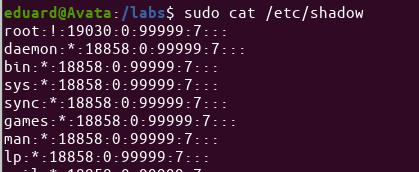 eduard@Avata:/labs$ sudo cat /etc/shadow
root:!:19030:0:99999:7:::
daemon:*:18858:0:99999:7:::
bin:*:18858:0:99999:7:::
sys:*:18858:0:99999:7:::
sync:*:18858:0:99999:7:::
games:*:18858:0:99999:7:::
man:*:18858:0:99999:7:::
lp:*:18858:0:99999:7:::